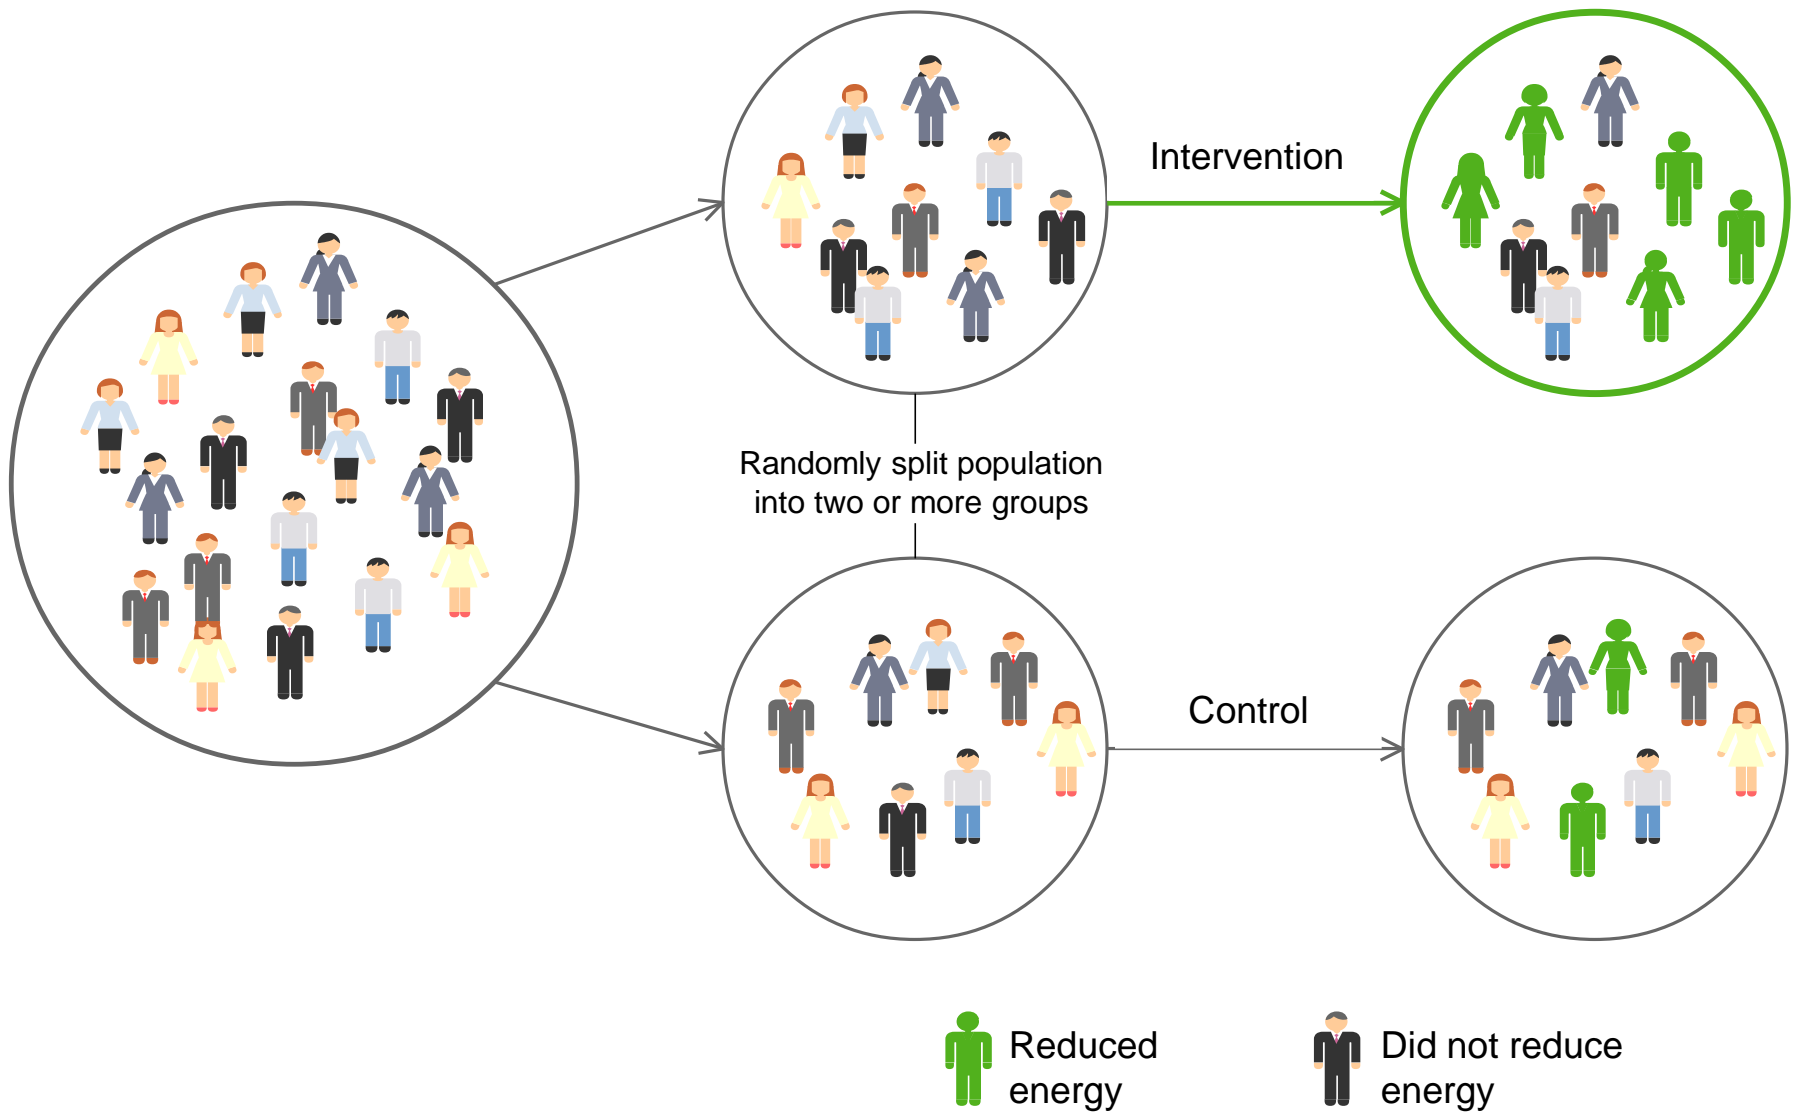 Intervention
Randomly split population
into two or more groups
Control
Reduced
energy
Did not reduce
energy